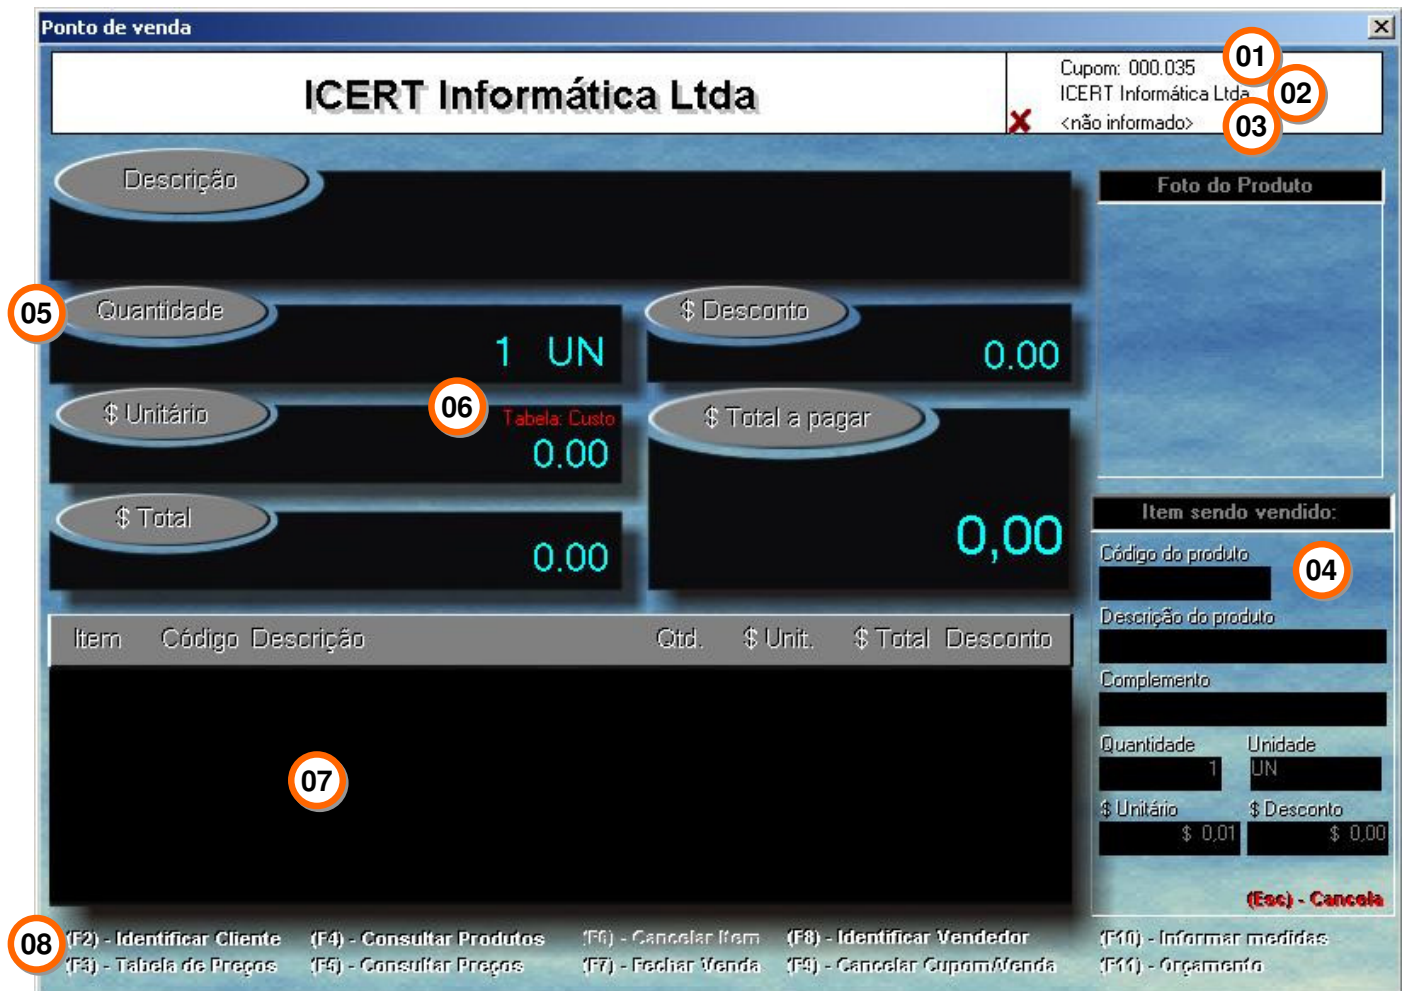 Ponto de venda
ICERT Informática Ltda
Cupom: 000.035
01
ICERT Informática Ltda
02
<não informado>
03
Descrição
Foto do Produto
05
Quantidade
1 UN
$ Desconto
0.00
$ Unitário
06
Tabela: Custo
0.00
$ Total a pagar
0,00
$ Total
0.00
Item sendo vendido:
Código do produto
04
Descrição do produto
Complemento
Quantidade Unidade
1 UN
$ Unitário $ Desconto
$ 0,01 $ 0,00
(Esc) - Cancela
Item Código Descrição Qtd. $ Unit. $ Total Desconto
07
08
(F2) - Identificar Cliente (F4) - Consultar Produtos (F6) - Cancelar Item (F8) - Identificar Vendedor (F10) - Informar medidas
(F3) - Tabela de Preços (F5) - Consultar Preços (F7) - Fechar Venda (F9) - Cancelar Cupom/Venda (F11) - Orçamento